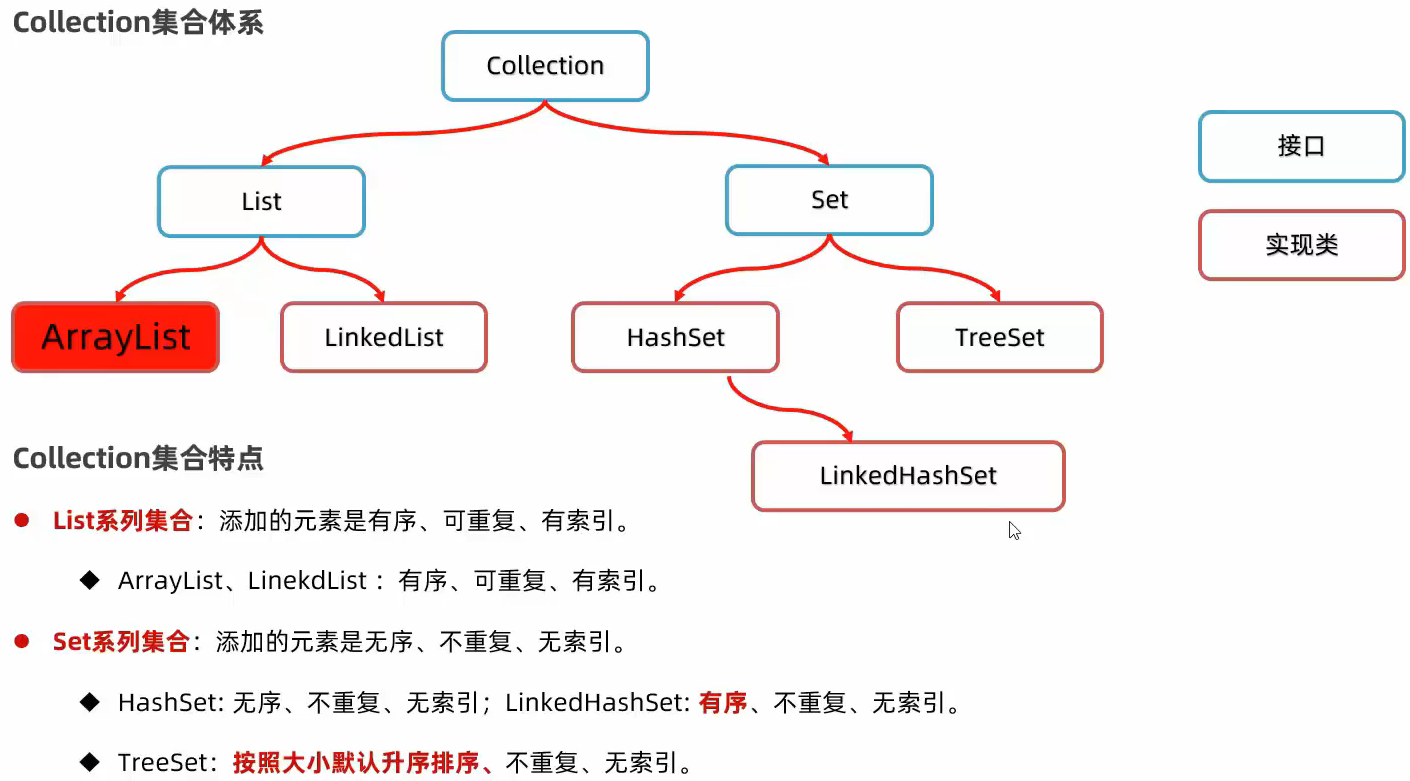 Collection集合体系
Collection
接口
List
Set
实现类
ArrayList
LinkedList
HashSet
TreeSet
Collection集合特点
LinkedHashSet
List系列集合：添加的元素是有序、可重复、有索引。
ArrayList、LinekdList ：有序、可重复、有索引。
Set系列集合：添加的元素是无序、不重复、无索引。
HashSet: 无序、不重复、无索引；LinkedHashSet: 有序、不重复、无索引。
TreeSet：按照大小默认升序排序、不重复、无索引。